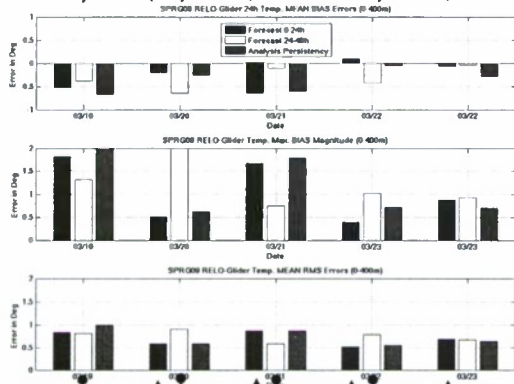 SPRG08 RELO Glider 24h Temp. MEAN BIAS Errors (0-400m)
Forecast 0-24h
Forecast 24-48h
Analysis Persistency
Error in Deg
1
0.5
0
0.5
1
03/19 03/20 03/21 03/22 03/22
Date
SPRG08 RELO-Glider Temp. Max. BIAS Magnitude (0-400m)
Error in Deg
2
1.5
1
0.5
0
03/19 03/20 03/21 03/23 03/23
Date
SPRG08 RELO-Glider Temp. MEAN RMS Errors (0-400m)
Error in Deg
2
1.5
1
0.5
0
03/23